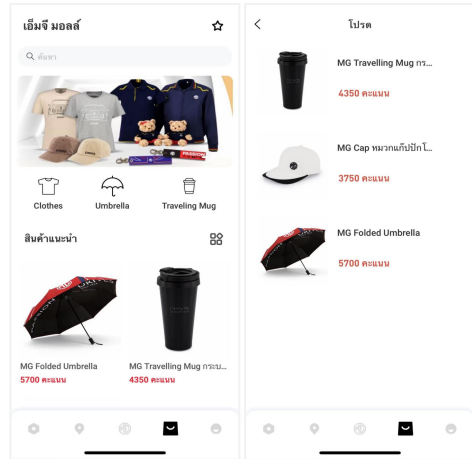 เอ็มจี มอลล์
ค้นหา
PASSION
Clothes
Umbrella
Traveling Mug
สินค้าแนะนำ
MG Folded Umbrella
5700 คะแนน
MG Travelling Mug กระบ...
4350 คะแนน
โปรด
MG Travelling Mug กร...
4350 คะแนน
MG Cap หมวกแก๊ปปักโ...
3750 คะแนน
MG Folded Umbrella
5700 คะแนน